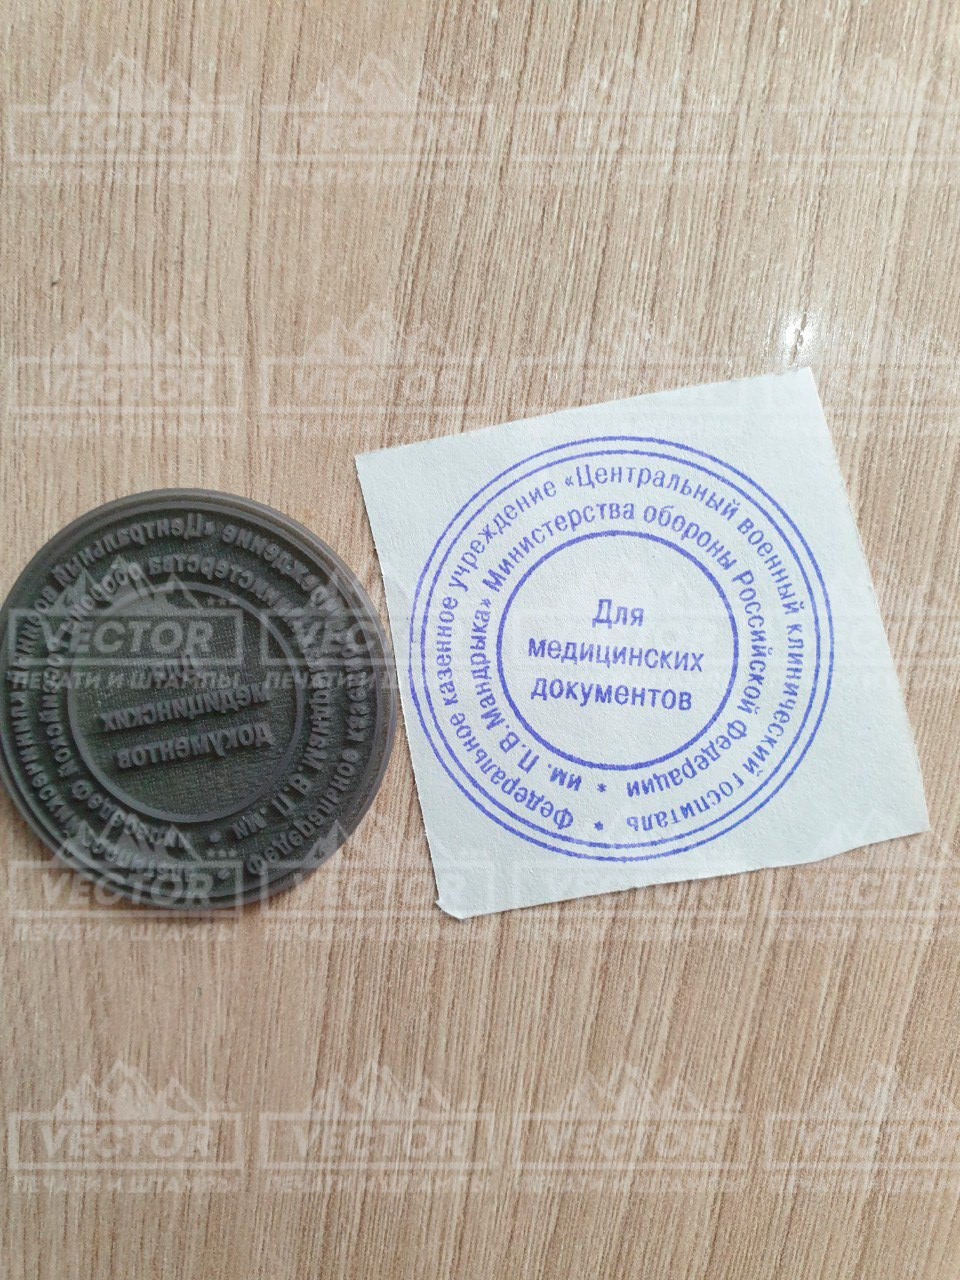 Федеральное казенное учреждение «Центральный военный клинический госпиталь *
им. П.В.Мандрыка» Министерства обороны Российской Федерации *
Для
медицинских
документов
VECTOR
ПЕЧАТИ И ШТАМПЫ